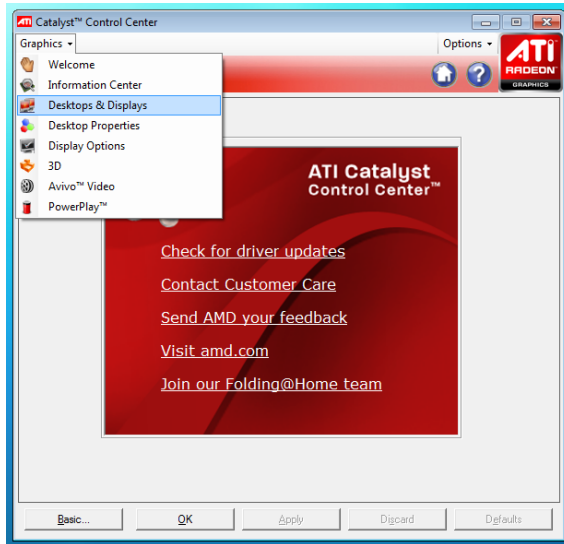 ATI Catalyst™ Control Center
Graphics Options
ATI
RADEON
GRAPHICS
Welcome
Information Center
Desktops & Displays
Desktop Properties
Display Options
3D
Avivo™ Video
PowerPlay™
ATI Catalyst
Control Center™
Check for driver updates
Contact Customer Care
Send AMD your feedback
Visit amd.com
Join our Folding@Home team
Basic... OK Apply Discard Defaults